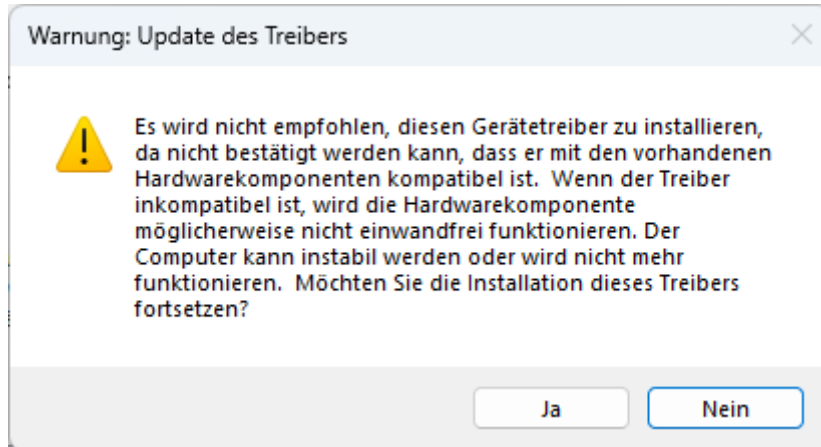 Warnung: Update des Treibers
Es wird nicht empfohlen, diesen Gerätetreiber zu installieren,
da nicht bestätigt werden kann, dass er mit den vorhandenen
Hardwarekomponenten kompatibel ist.  Wenn der Treiber
inkompatibel ist, wird die Hardwarekomponente
möglicherweise nicht einwandfrei funktionieren. Der
Computer kann instabil werden oder wird nicht mehr
funktionieren.  Möchten Sie die Installation dieses Treibers
fortsetzen?
Ja
Nein